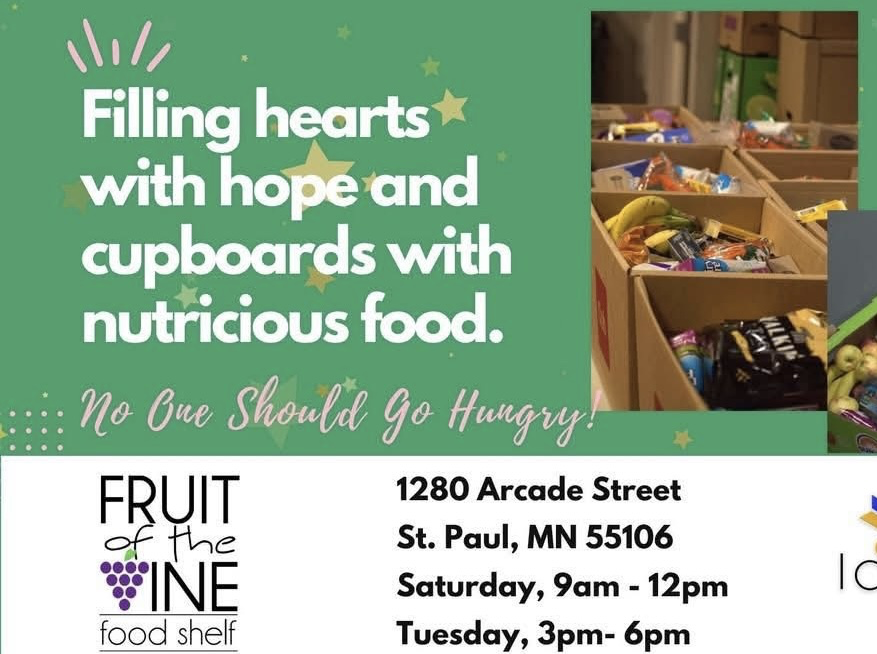 Filling hearts
with hope and
cupboards with
nutricious food.
No One Should Go Hungry!
FRUIT
of the
VINE
food shelf
1280 Arcade Street
St. Paul, MN 55106
Saturday, 9am - 12pm
Tuesday, 3pm- 6pm